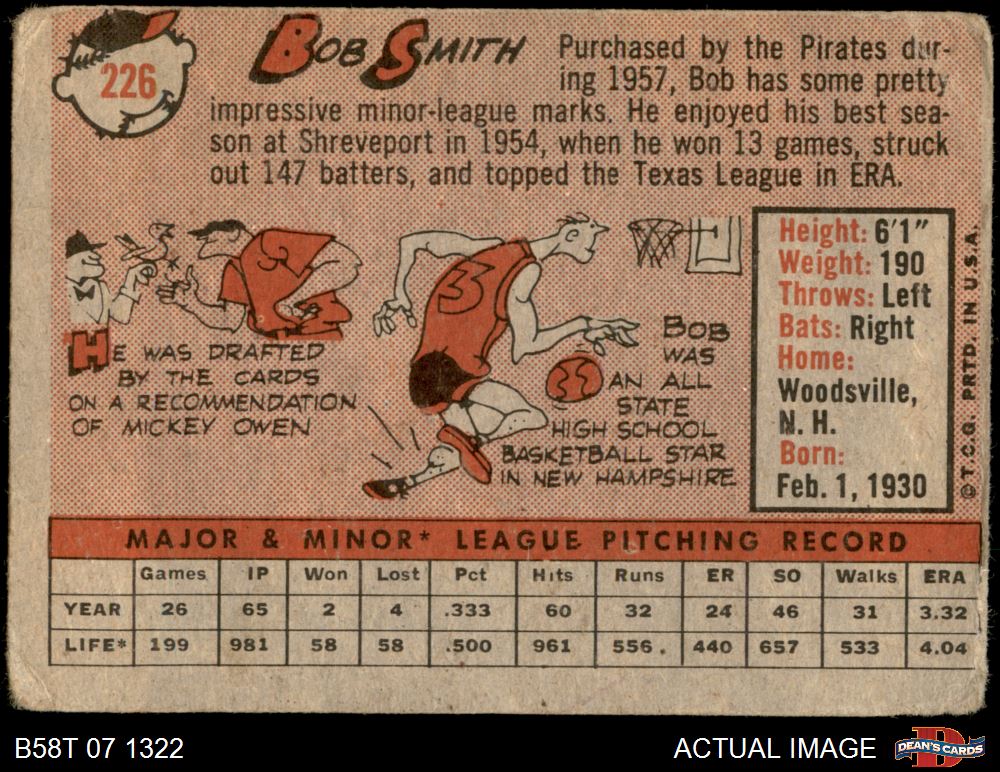 226
BOB SMITH
Purchased by the Pirates dur-
ing 1957, Bob has some pretty
impressive minor-league marks. He enjoyed his best sea-
son at Shreveport in 1954, when he won 13 games, struck
out 147 batters, and topped the Texas League in ERA.
HE WAS DRAFTED
BY THE CARDS
ON A RECOMMENDATION
OF MICKEY OWEN
3
BOB
WAS
AN ALL
STATE
HIGH SCHOOL
BASKETBALL STAR
IN NEW HAMPSHIRE
Height: 6'1"
Weight: 190
Throws: Left
Bats: Right
Home:
Woodsville,
N. H.
Born:
Feb. 1, 1930
© T.C.G. PRTD. IN U.S.A.
MAJOR & MINOR* LEAGUE PITCHING RECORD
Games IP Won Lost Pct Hits Runs ER SO Walks ERA
YEAR 26 65 2 4 .333 60 32 24 46 31 3.32
LIFE* 199 981 58 58 .500 961 556. 440 657 533 4.04
B58T 07 1322
ACTUAL IMAGE
D
DEAN'S CARDS